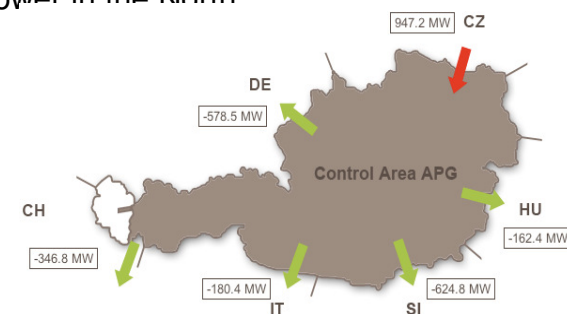 947.2 MW CZ
DE
-578.5 MW
Control Area APG
CH
HU
-162.4 MW
-346.8 MW
-180.4 MW
-624.8 MW
IT
SI